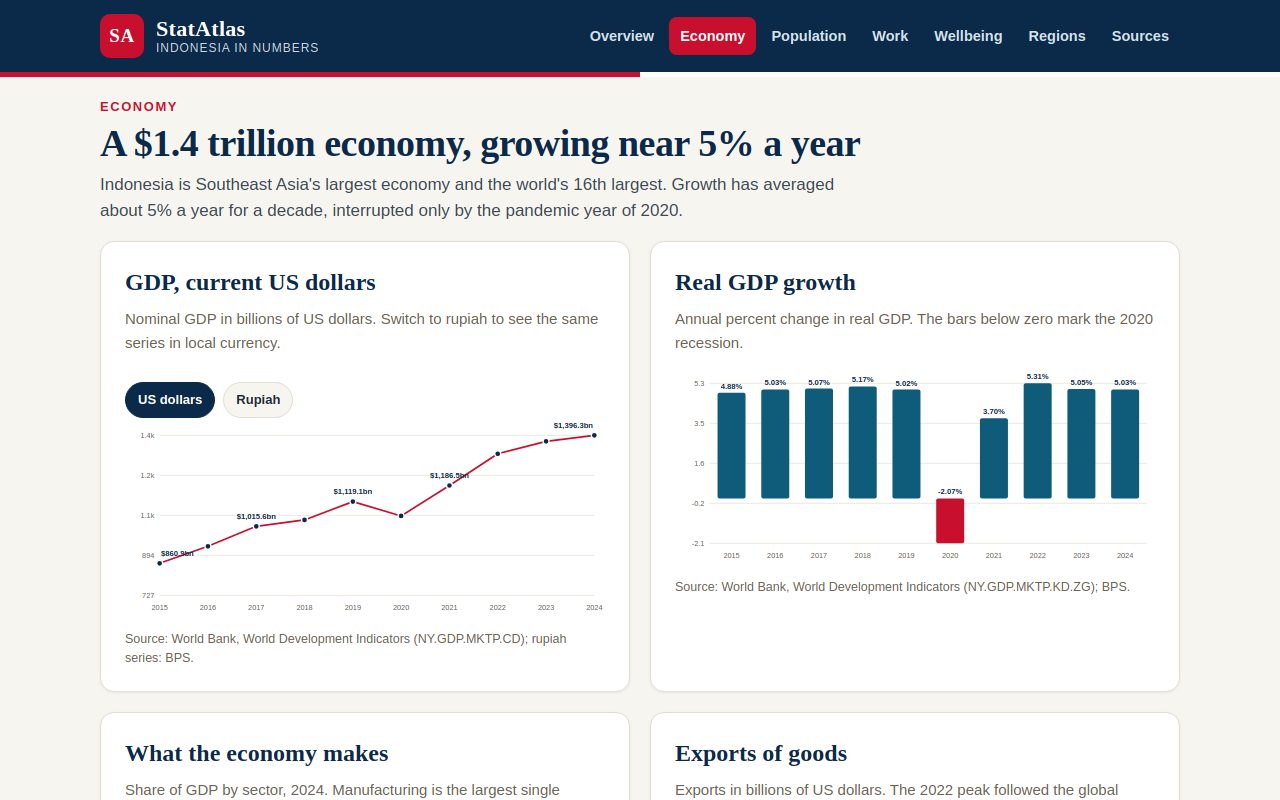 SA
StatAtlas
INDONESIA IN NUMBERS
Overview Economy Population Work Wellbeing Regions Sources
ECONOMY
A $1.4 trillion economy, growing near 5% a year
Indonesia is Southeast Asia's largest economy and the world's 16th largest. Growth has averaged
about 5% a year for a decade, interrupted only by the pandemic year of 2020.
GDP, current US dollars
Nominal GDP in billions of US dollars. Switch to rupiah to see the same
series in local currency.
US dollars Rupiah
$1,396.3bn
1.4k
1.2k
$1,186.5bn
$1,119.1bn
1.1k
$1,015.6bn
894
$860.9bn
727
2015 2016 2017 2018 2019 2020 2021 2022 2023 2024
Source: World Bank, World Development Indicators (NY.GDP.MKTP.CD); rupiah
series: BPS.
Real GDP growth
Annual percent change in real GDP. The bars below zero mark the 2020
recession.
5.3
3.5
1.6
-0.2
-2.1
4.88% 5.03% 5.07% 5.17% 5.02% -2.07% 3.70% 5.31% 5.05% 5.03%
2015 2016 2017 2018 2019 2020 2021 2022 2023 2024
Source: World Bank, World Development Indicators (NY.GDP.MKTP.KD.ZG); BPS.
What the economy makes
Share of GDP by sector, 2024. Manufacturing is the largest single
Exports of goods
Exports in billions of US dollars. The 2022 peak followed the global